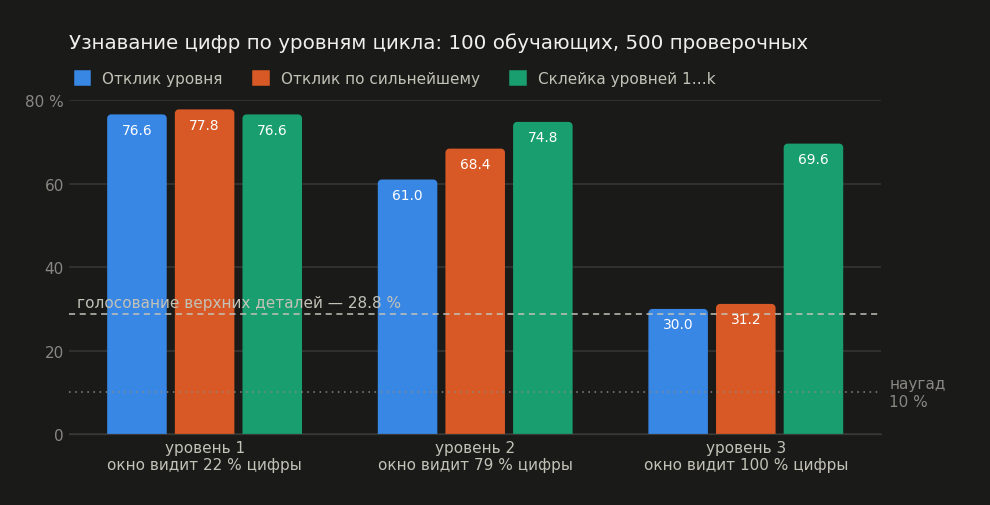 Узнавание цифр по уровням цикла: 100 обучающих, 500 проверочных
Отклик уровня
Отклик по сильнейшему
Склейка уровней 1…k
80 %
60
40
20
0
76.6
77.8
76.6
61.0
68.4
74.8
30.0
31.2
69.6
голосование верхних деталей — 28.8 %
наугад
10 %
уровень 1
окно видит 22 % цифры
уровень 2
окно видит 79 % цифры
уровень 3
окно видит 100 % цифры